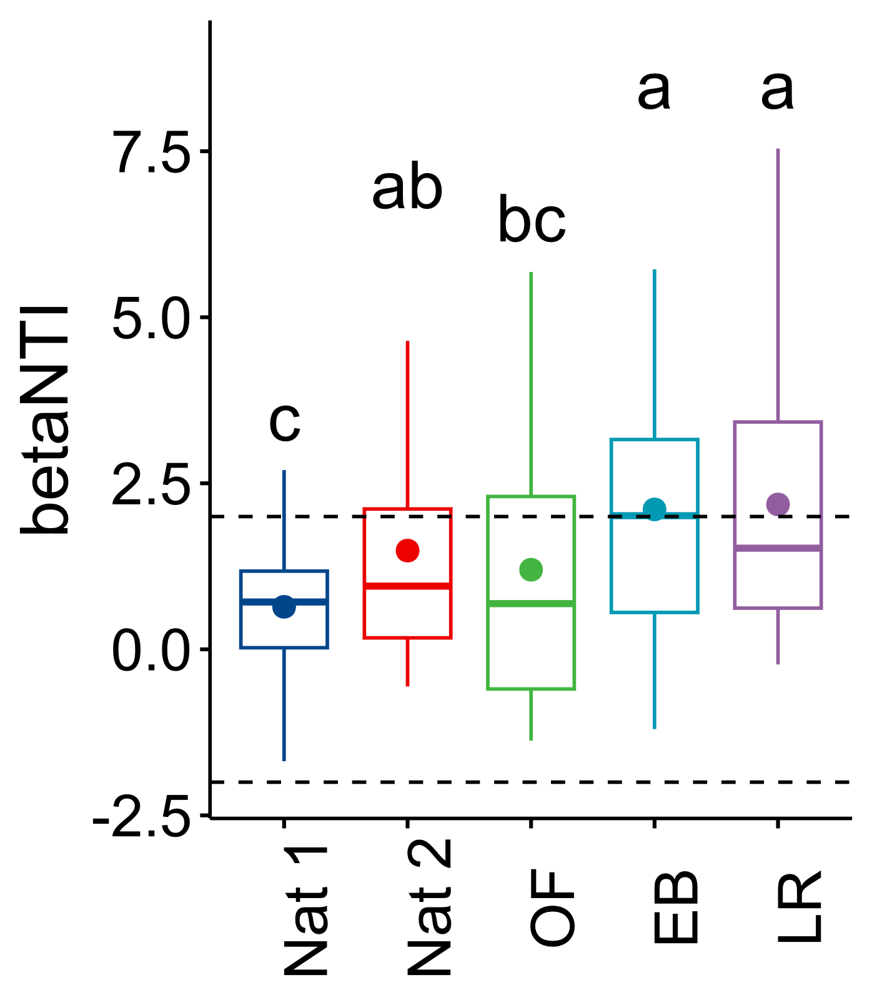 a a
7.5
ab
bc
5.0
betaNTI
c
2.5
0.0
-2.5
Nat 1
Nat 2
OF
EB
LR